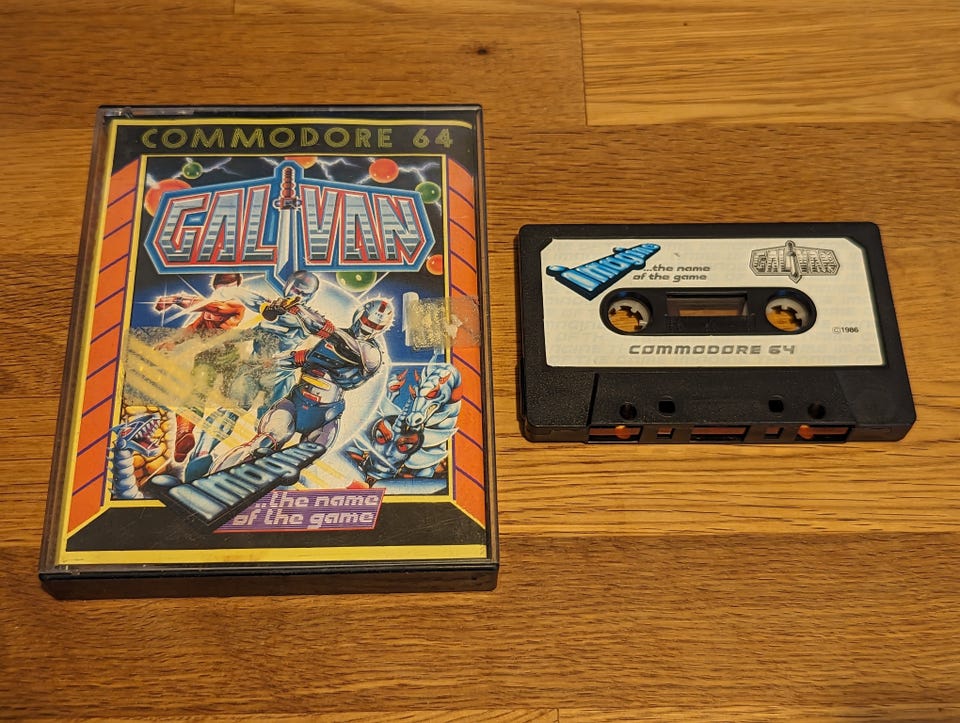 COMMODORE 64
GALIVAN
Imagine
...the name
of the game
Imagine
...the name
of the game
GALIVAN
©1986
COMMODORE 64